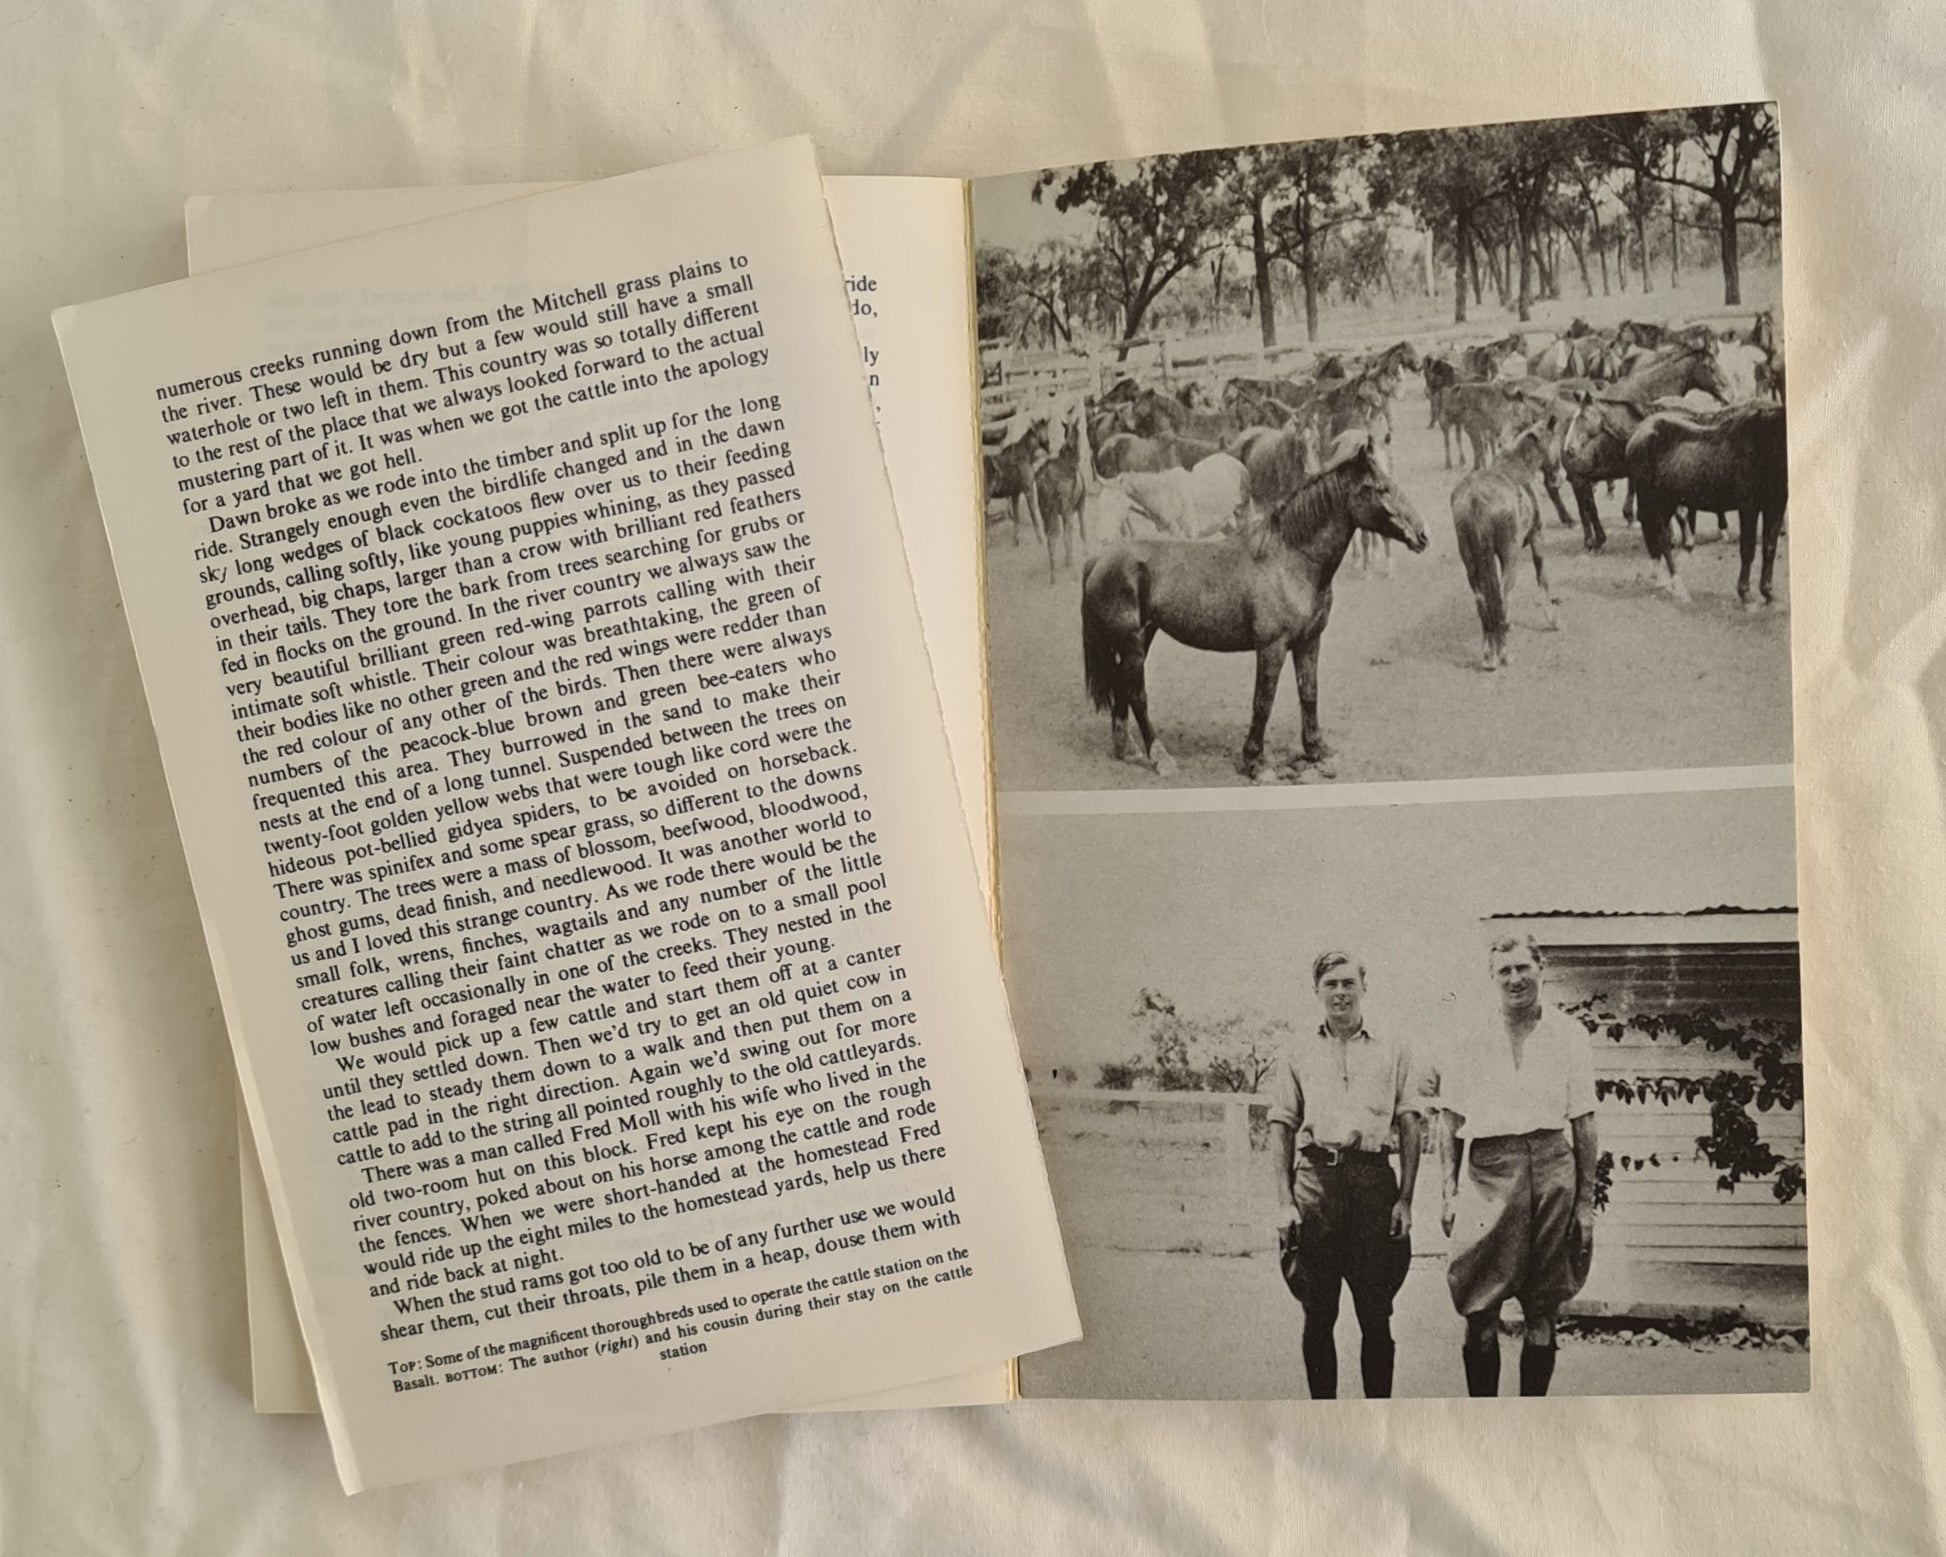 numerous creeks running down from the Mitchell grass plains to
the river. These would be dry but a few would still have a small
waterhole or two left in them. This country was so totally different
to the rest of the place that we always looked forward to the actual
mustering part of it. It was when we got the cattle into the apology
for a yard that we got hell.
Dawn broke as we rode into the timber and split up for the long
ride. Strangely enough even the birdlife changed and in the dawn
sky long wedges of black cockatoos flew over us to their feeding
grounds, calling softly, like young puppies whining, as they passed
overhead, big chaps, larger than a crow with brilliant red feathers
in their tails. They tore the bark from trees searching for grubs or
fed in flocks on the ground. In the river country we always saw the
very beautiful brilliant green red-wing parrots calling with their
intimate soft whistle. Their colour was breathtaking, the green of
their bodies like no other green and the red wings were redder than
the red colour of any other of the birds. Then there were always
numbers of the peacock-blue brown and green bee-eaters who
frequented this area. They burrowed in the sand to make their
nests at the end of a long tunnel. Suspended between the trees on
twenty-foot golden yellow webs that were tough like cord were the
hideous pot-bellied gidyea spiders, to be avoided on horseback.
There was spinifex and some spear grass, so different to the downs
country. The trees were a mass of blossom, beefwood, bloodwood,
ghost gums, dead finish, and needlewood. It was another world to
us and I loved this strange country. As we rode there would be the
small folk, wrens, finches, wagtails and any number of the little
creatures calling their faint chatter as we rode on to a small pool
of water left occasionally in one of the creeks. They nested in the
low bushes and foraged near the water to feed their young.
We would pick up a few cattle and start them off at a canter
until they settled down. Then we'd try to get an old quiet cow in
the lead to steady them down to a walk and then put them on a
cattle pad in the right direction. Again we'd swing out for more
cattle to add to the string all pointed roughly to the old cattleyards.
There was a man called Fred Moll with his wife who lived in the
old two-room hut on this block. Fred kept his eye on the rough
river country, poked about on his horse among the cattle and rode
the fences. When we were short-handed at the homestead Fred
would ride up the eight miles to the homestead yards, help us there
and ride back at night.
When the stud rams got too old to be of any further use we would
shear them, cut their throats, pile them in a heap, douse them with
TOP: Some of the magnificent thoroughbreds used to operate the cattle station on the
Basalt. BOTTOM: The author (right) and his cousin during their stay on the cattle
station
ride
do,
ly
n
,